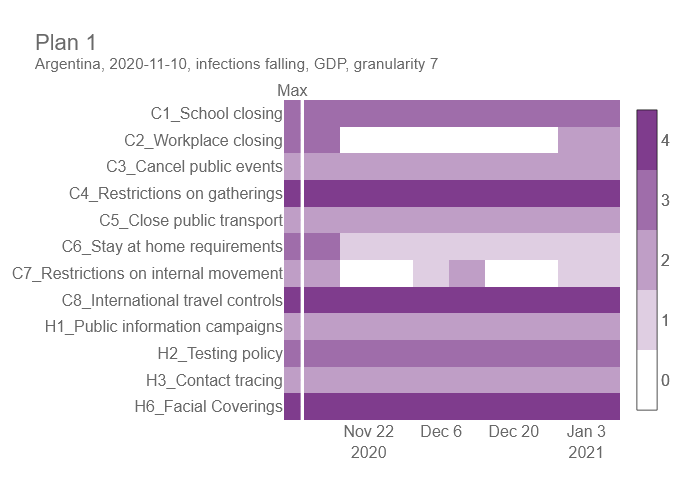 Plan 1
Argentina, 2020-11-10, infections falling, GDP, granularity 7
Max
C1_School closing
C2_Workplace closing
C3_Cancel public events
C4_Restrictions on gatherings
C5_Close public transport
C6_Stay at home requirements
C7_Restrictions on internal movement
C8_International travel controls
H1_Public information campaigns
H2_Testing policy
H3_Contact tracing
H6_Facial Coverings
4
3
2
1
0
Nov 22 Dec 6 Dec 20 Jan 3
2020 2021